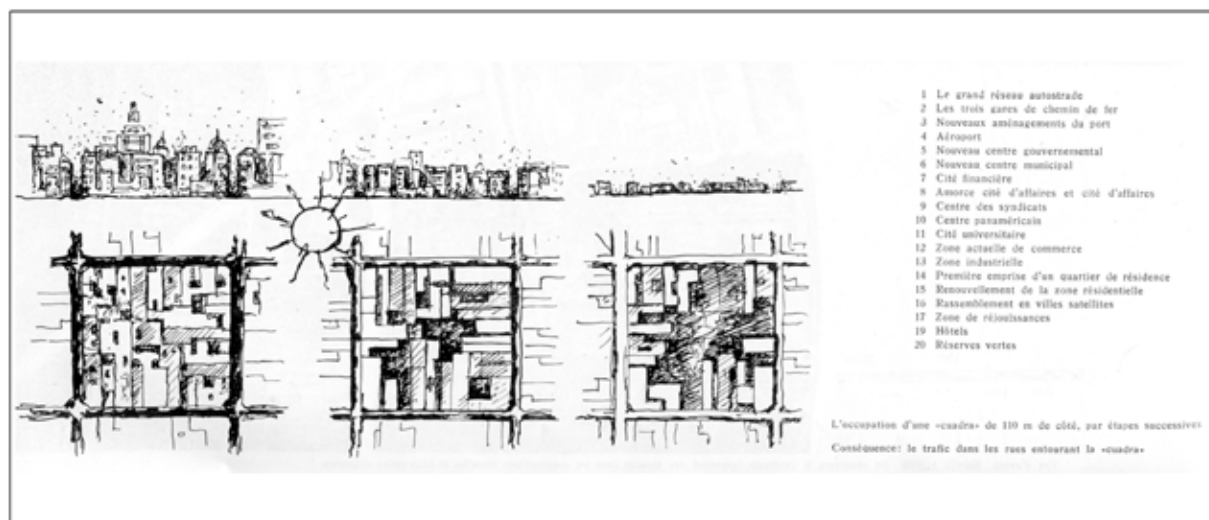 1 Le grand réseau autostrade
2 Les trois gares de chemin de fer
3 Nouveaux aménagements du port
4 Aéroport
5 Nouveau centre gouvernemental
6 Nouveau centre municipal
7 Cité financière
8 Amorce cité d'affaires et cité d'affaires
9 Centre des syndicats
10 Centre panaméricain
11 Cité universitaire
12 Zone actuelle de commerce
13 Zone industrielle
14 Première emprise d'un quartier de résidence
15 Renouvellement de la zone résidentielle
16 Rassemblement en villes satellites
17 Zone de réjouissances
19 Hôtels
20 Réserves vertes
L'occupation d'une «cuadra» de 110 m de côté, par étapes successives
Conséquence: le trafic dans les rues entourant la «cuadra»